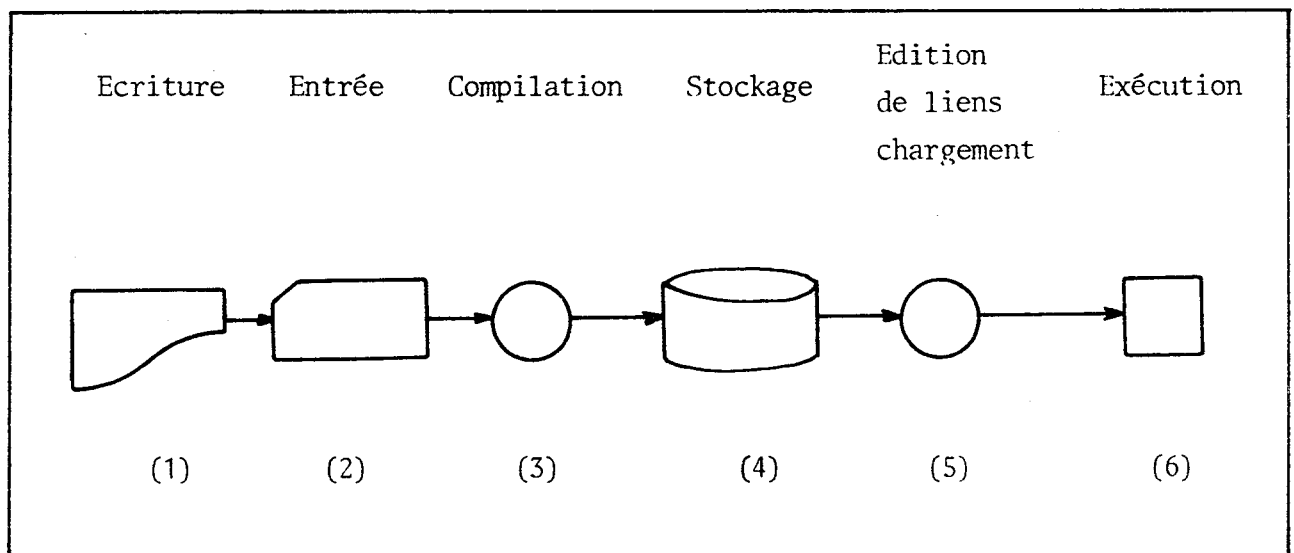 Ecriture Entrée Compilation Stockage Edition de liens chargement Exécution
(1) (2) (3) (4) (5) (6)